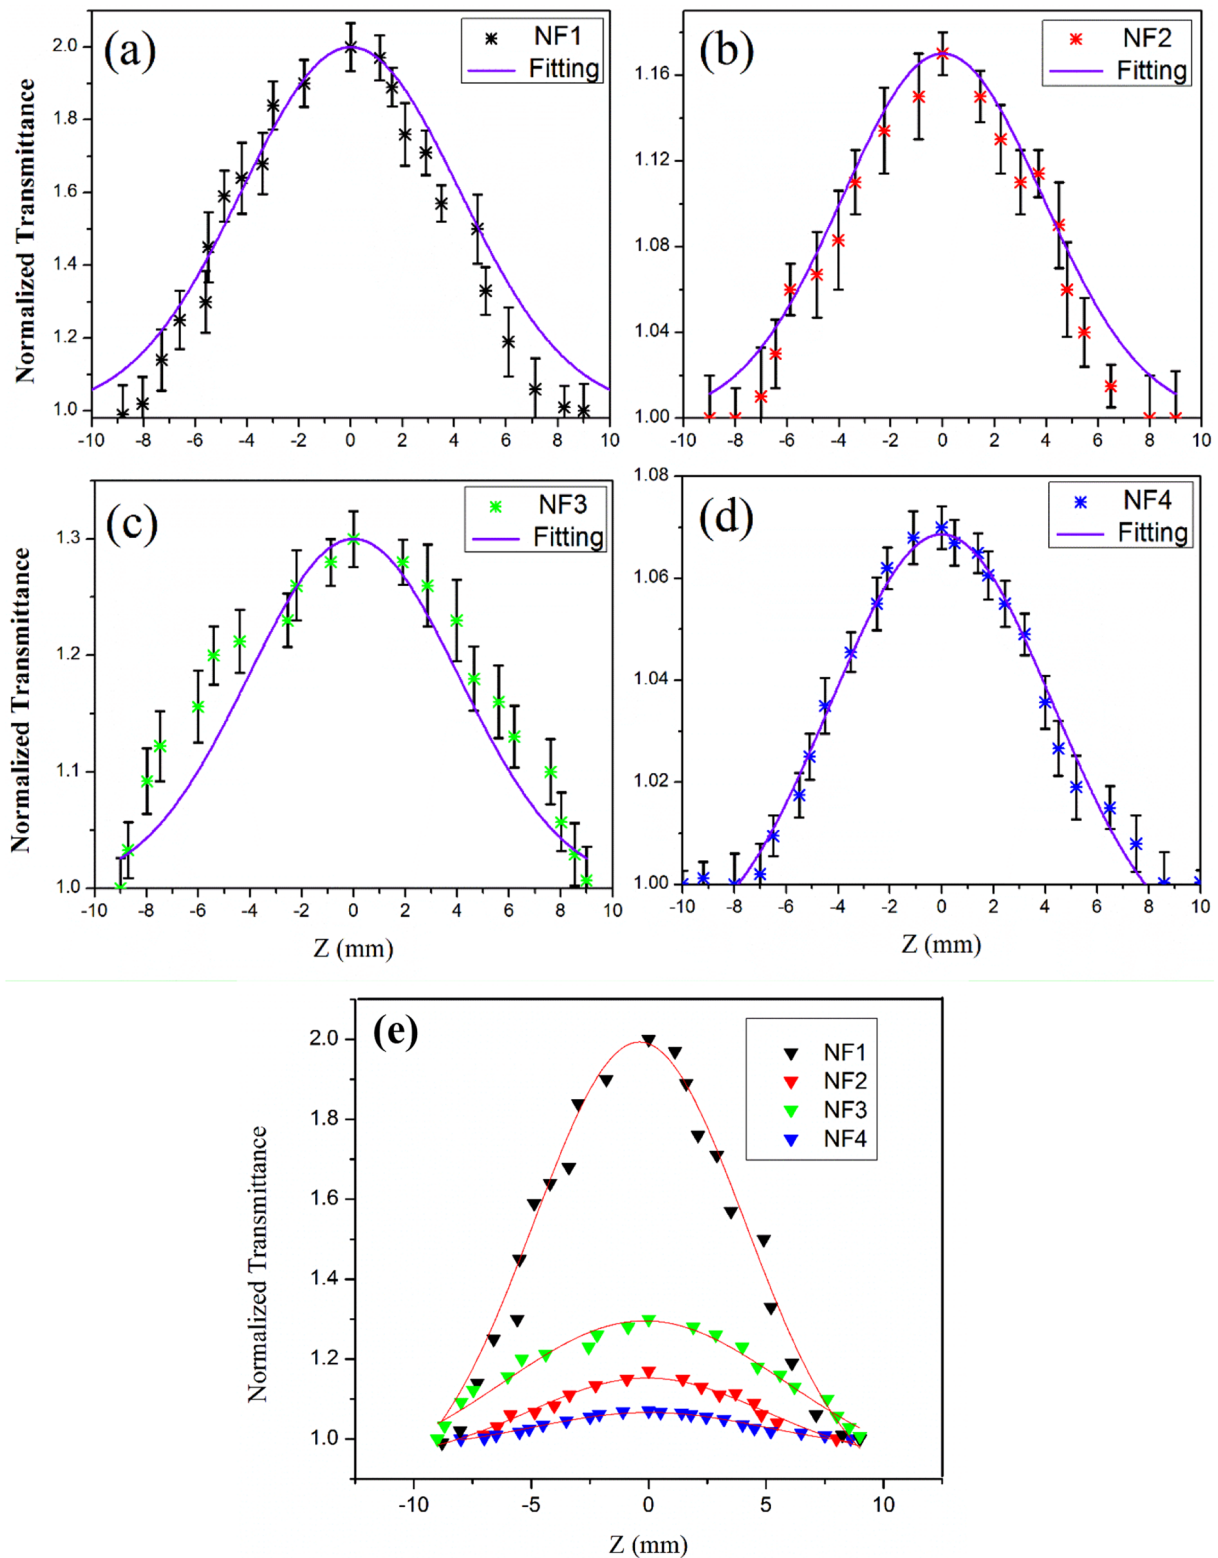 (a)
NF1
Fitting
2.0
1.8
1.6
1.4
1.2
1.0
-10 -8 -6 -4 -2 0 2 4 6 8 10
Normalized Transmittance
(b)
NF2
Fitting
1.16
1.12
1.08
1.04
1.00
-10 -8 -6 -4 -2 0 2 4 6 8 10
(c)
NF3
Fitting
1.3
1.2
1.1
1.0
-10 -8 -6 -4 -2 0 2 4 6 8 10
Normalized Transmittance
Z (mm)
(d)
NF4
Fitting
1.08
1.06
1.04
1.02
1.00
-10 -8 -6 -4 -2 0 2 4 6 8 10
Z (mm)
(e)
NF1
NF2
NF3
NF4
2.0
1.8
1.6
1.4
1.2
1.0
-10 -5 0 5 10
Normalized Transmittance
Z (mm)